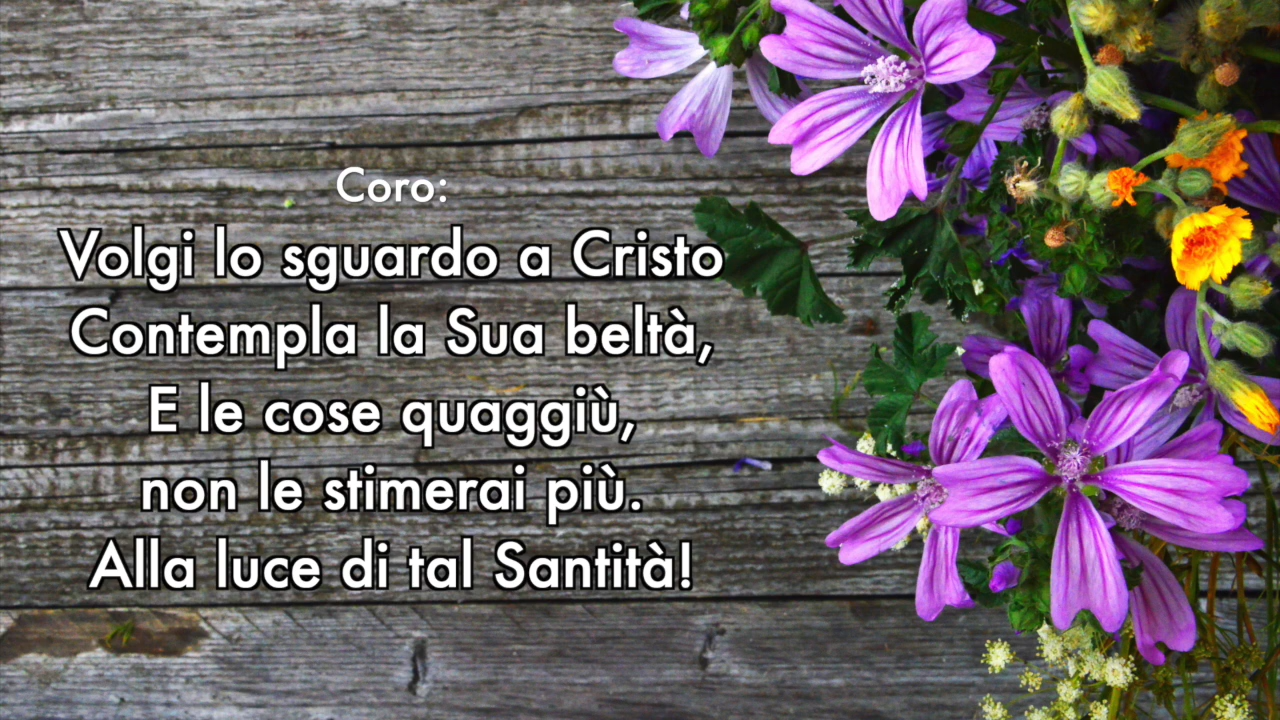 Coro:
Volgi lo sguardo a Cristo
Contempla la Sua beltà,
E le cose quaggiù,
non le stimerai più.
Alla luce di tal Santità!